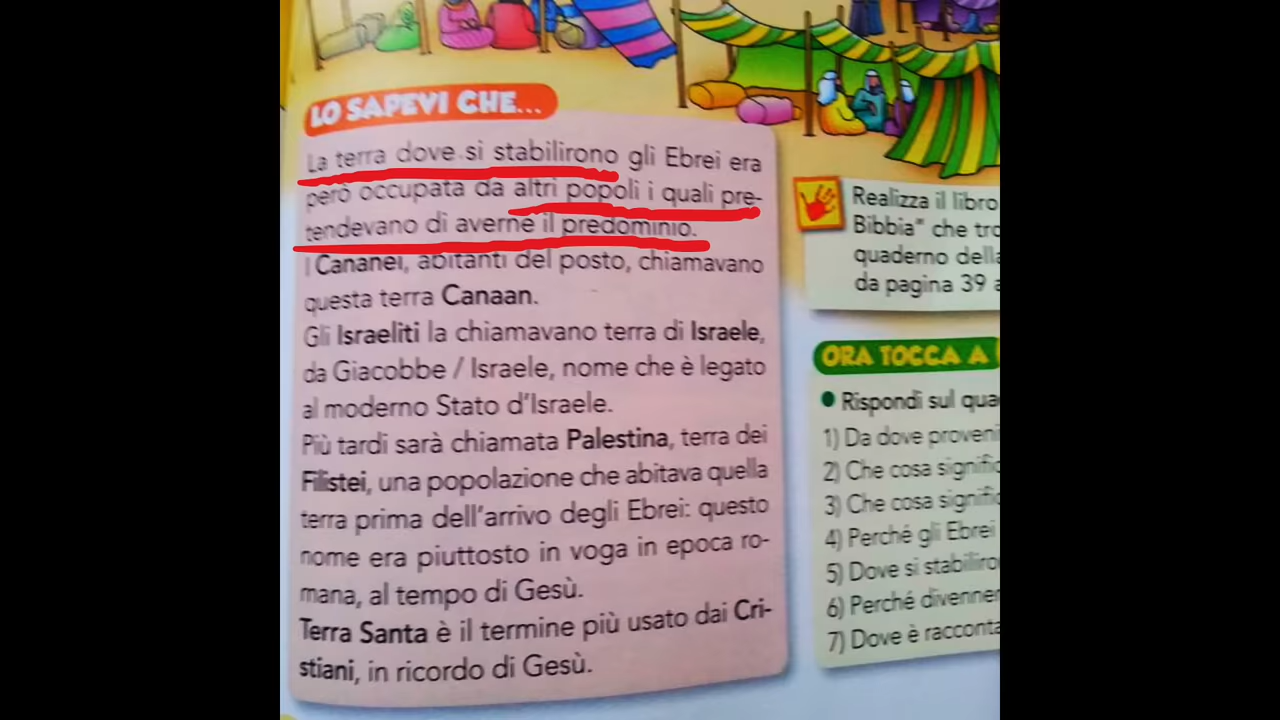 LO SAPEVI CHE...
La terra dove si stabilirono gli Ebrei era
però occupata da altri popoli i quali pre-
tendevano di averne il predominio.
I Cananei, abitanti del posto, chiamavano
questa terra Canaan.
Gli Israeliti la chiamavano terra di Israele,
da Giacobbe / Israele, nome che è legato
al moderno Stato d'Israele.
Più tardi sarà chiamata Palestina, terra dei
Filistei, una popolazione che abitava quella
terra prima dell'arrivo degli Ebrei: questo
nome era piuttosto in voga in epoca ro-
mana, al tempo di Gesù.
Terra Santa è il termine più usato dai Cri-
stiani, in ricordo di Gesù.
Realizza il libro
Bibbia" che tro
quaderno della
da pagina 39 a
ORA TOCCA A
Rispondi sul qua
1) Da dove proveni
2) Che cosa signific
3) Che cosa signific
4) Perché gli Ebrei
5) Dove si stabiliro
6) Perché divenner
7) Dove è racconta